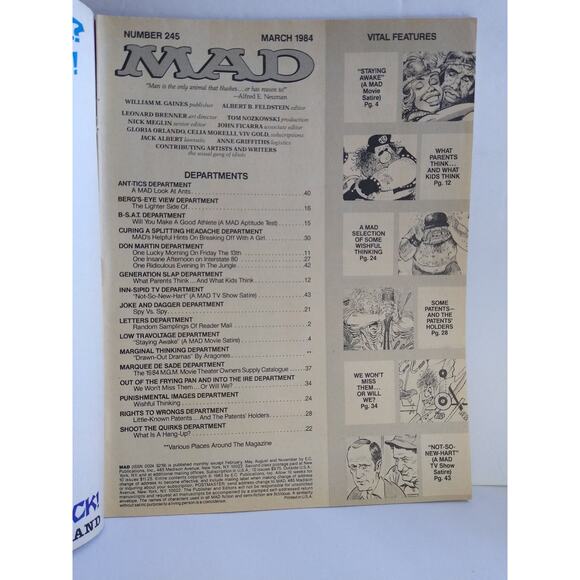 NUMBER 245 MARCH 1984
MAD
"Man is the only animal that blushes...or has reason to!"
—Alfred E. Neuman
WILLIAM M. GAINES publisher ALBERT B. FELDSTEIN editor
LEONARD BRENNER art director TOM NOZKOWSKI production
NICK MEGLIN senior editor JOHN FICARRA associate editor
GLORIA ORLANDO, CELIA MORELLI, VIV GOLD, subscriptions
JACK ALBERT lawsuits ANNE GRIFFITHS logistics
CONTRIBUTING ARTISTS AND WRITERS
the usual gang of idiots
DEPARTMENTS
ANT-TICS DEPARTMENT
A MAD Look At Ants 40
BERG'S-EYE VIEW DEPARTMENT
The Lighter Side Of 16
B-S.A.T. DEPARTMENT
Will You Make A Good Athlete (A MAD Aptitude Test) 15
CURING A SPLITTING HEADACHE DEPARTMENT
MAD's Helpful Hints On Breaking Off With A Girl 30
DON MARTIN DEPARTMENT
One Lucky Morning On Friday The 13th 11
One Insane Afternoon on Interstate 80 27
One Ridiculous Evening In The Jungle 42
GENERATION SLAP DEPARTMENT
What Parents Think...And What Kids Think 12
INN-SIPID TV DEPARTMENT
"Not-So-New-Hart" (A MAD TV Show Satire) 43
JOKE AND DAGGER DEPARTMENT
Spy Vs. Spy 21
LETTERS DEPARTMENT
Random Samplings Of Reader Mail 2
LOW TRAVOLTAGE DEPARTMENT
"Staying Awake" (A MAD Movie Satire) 4
MARGINAL THINKING DEPARTMENT
"Drawn-Out Dramas" By Aragones **
MARQUEE DE SADE DEPARTMENT
The 1984 M.G.M. Movie Theater Owners Supply Catalogue 37
OUT OF THE FRYING PAN AND INTO THE IRE DEPARTMENT
We Won't Miss Them...Or Will We? 34
PUNISHMENTAL IMAGES DEPARTMENT
Wishful Thinking 24
RIGHTS TO WRONGS DEPARTMENT
Little-Known Patents...And The Patents' Holders 28
SHOOT THE QUIRKS DEPARTMENT
What Is A Hang-Up? 22
**Various Places Around The Magazine
VITAL FEATURES
"STAYING
AWAKE"
(A MAD
Movie
Satire)
Pg. 4
WHAT
PARENTS
THINK...
AND WHAT
KIDS THINK
Pg. 12
A MAD
SELECTION
OF SOME
WISHFUL
THINKING
Pg. 24
SOME
PATENTS—
AND THE
PATENTS'
HOLDERS
Pg. 28
WE WON'T
MISS
THEM...
OR WILL
WE?
Pg. 34
"NOT-SO-
NEW-HART"
(A MAD
TV Show
Satire)
Pg. 43
CK!
AND